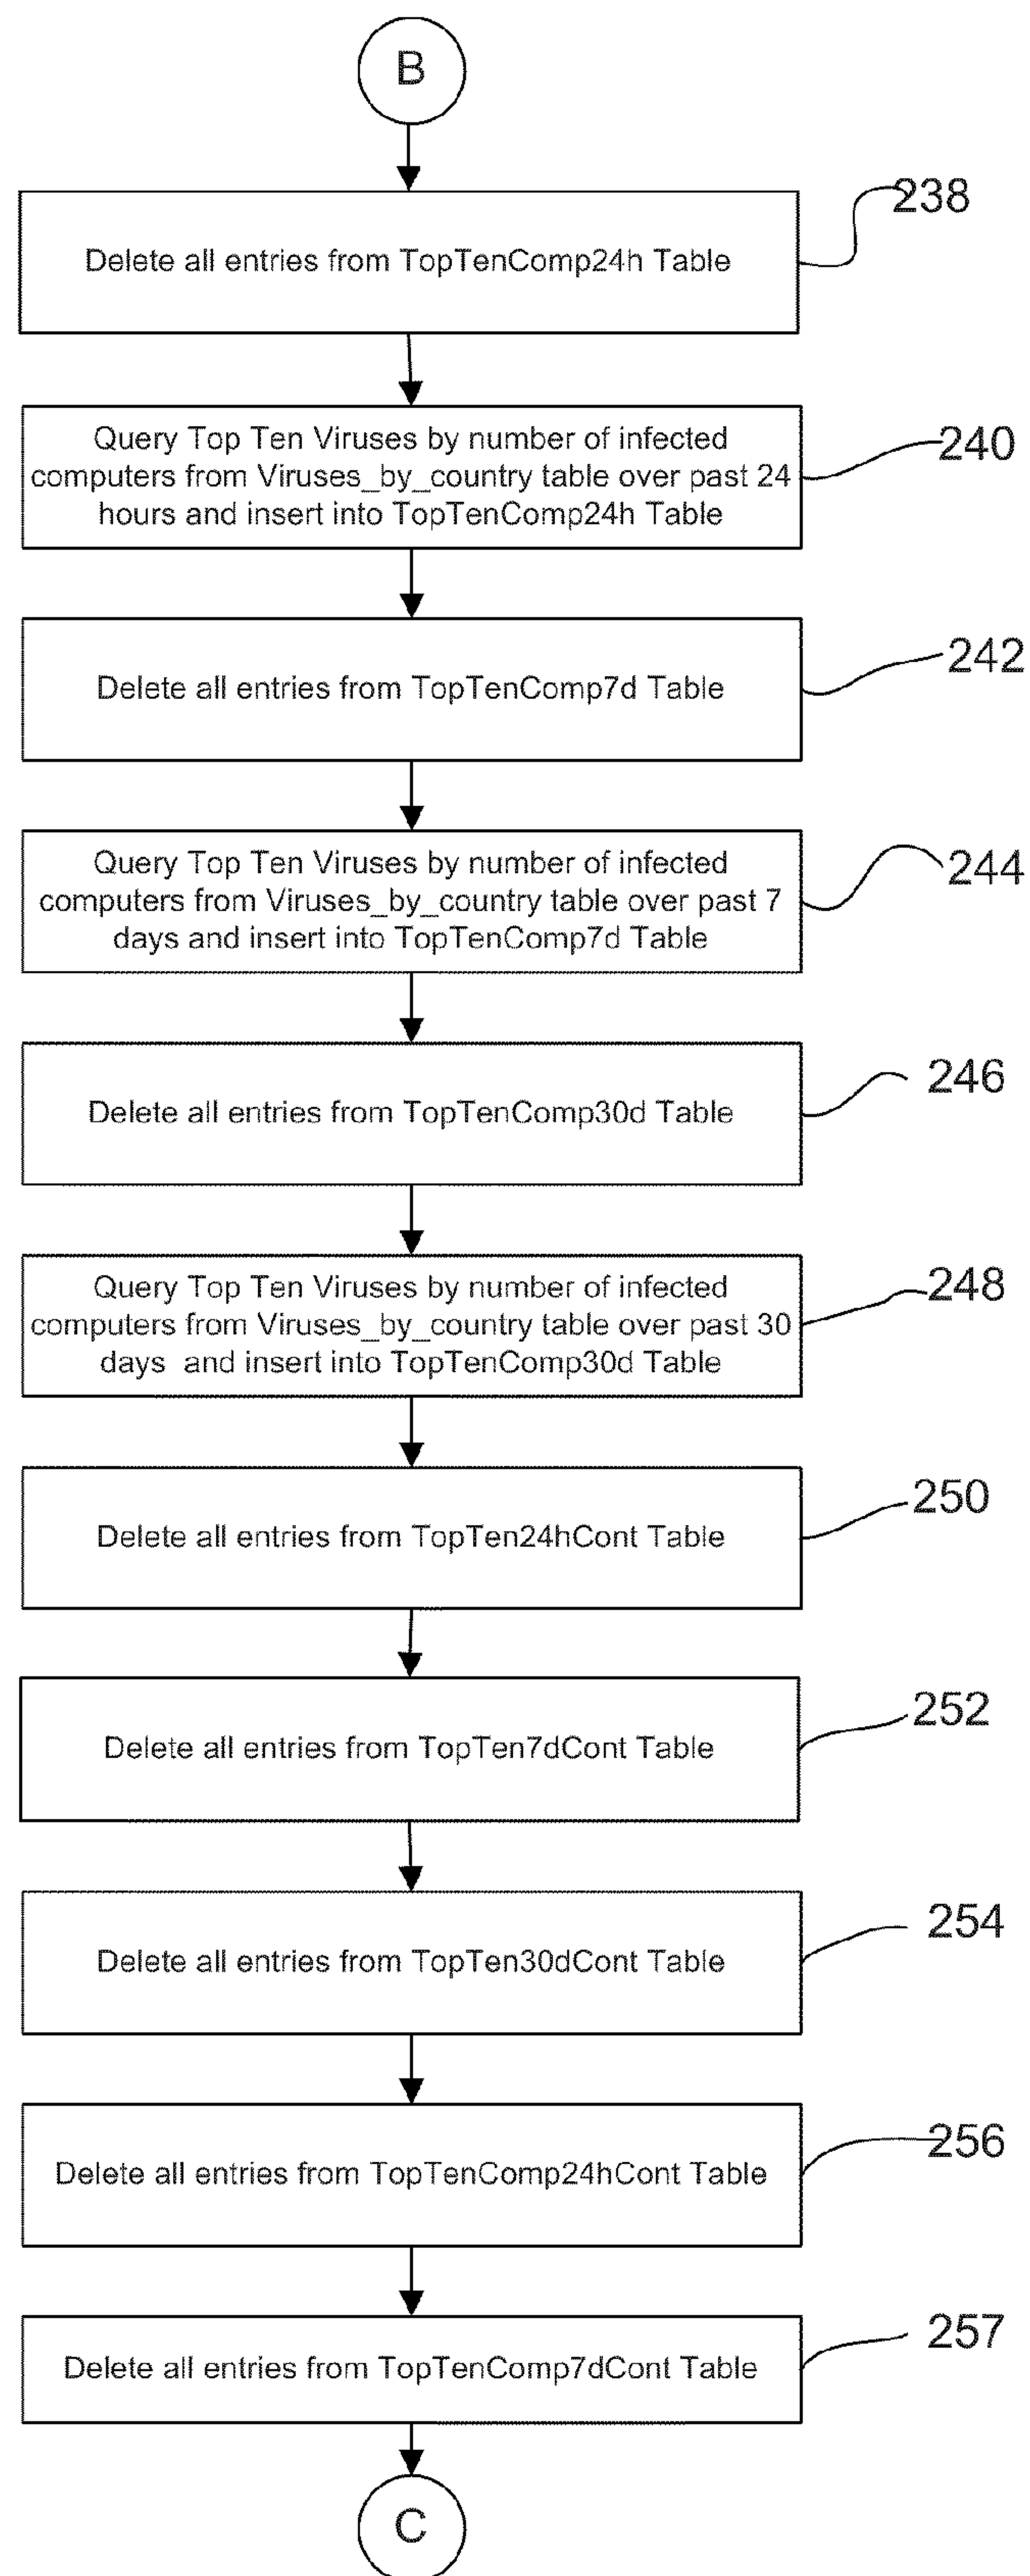 B
Delete all entries from TopTenComp24h Table
238
Query Top Ten Viruses by number of infected
computers from Viruses_by_country table over past 24
hours and insert into TopTenComp24h Table
240
Delete all entries from TopTenComp7d Table
242
Query Top Ten Viruses by number of infected
computers from Viruses_by_country table over past 7
days and insert into TopTenComp7d Table
244
Delete all entries from TopTenComp30d Table
246
Query Top Ten Viruses by number of infected
computers from Viruses_by_country table over past 30
days and insert into TopTenComp30d Table
248
Delete all entries from TopTen24hCont Table
250
Delete all entries from TopTen7dCont Table
252
Delete all entries from TopTen30dCont Table
254
Delete all entries from TopTenComp24hCont Table
256
Delete all entries from TopTenComp7dCont Table
257
C